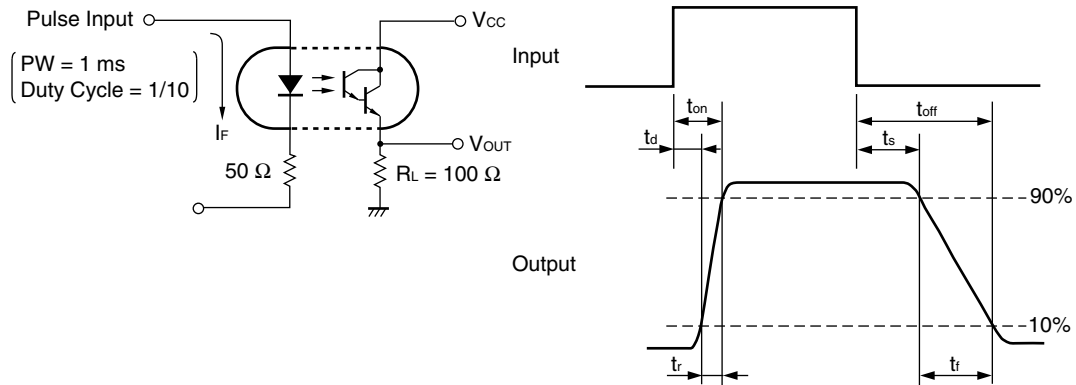 Pulse Input
PW = 1 ms
Duty Cycle = 1/10
IF
50 Ω
VCC
VOUT
RL = 100 Ω
Input
ton
toff
td
ts
90%
Output
10%
tr
tf